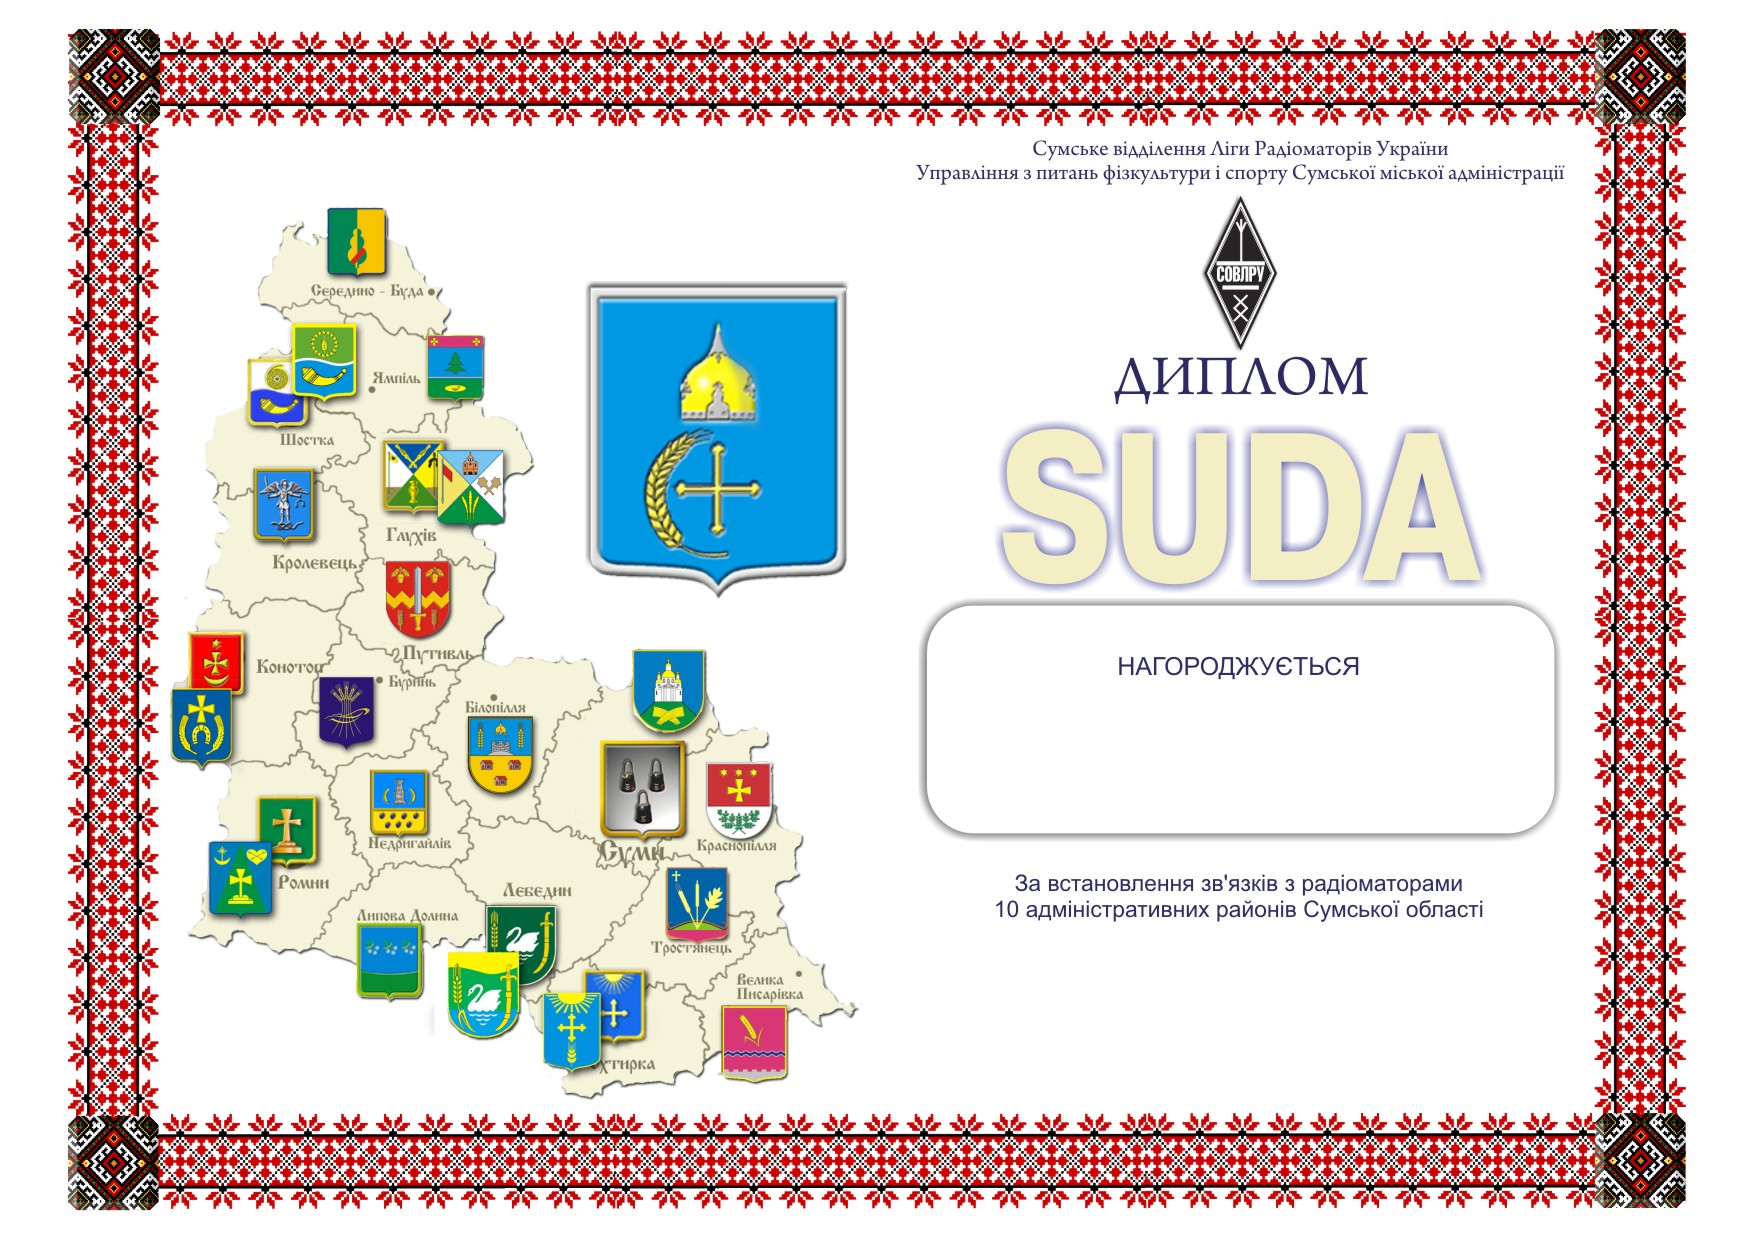 Сумське відділення Ліги Радіоматорів України
Управління з питань фізкультури і спорту Сумської міської адміністрації
СОВЛРУ
ДИПЛОМ
SUDA
НАГОРОДЖУЄТЬСЯ
За встановлення зв'язків з радіоматорами
10 адміністративних районів Сумської області
Середино - Буда
Ямпіль
Шостка
Глухів
Кролевець
Путивль
Конотоп
Буринь
Білопілля
Недригайлів
Суми
Краснопілля
Ромни
Лебедин
Липова Долина
Тростянець
Велика
Писарівка
хтирка